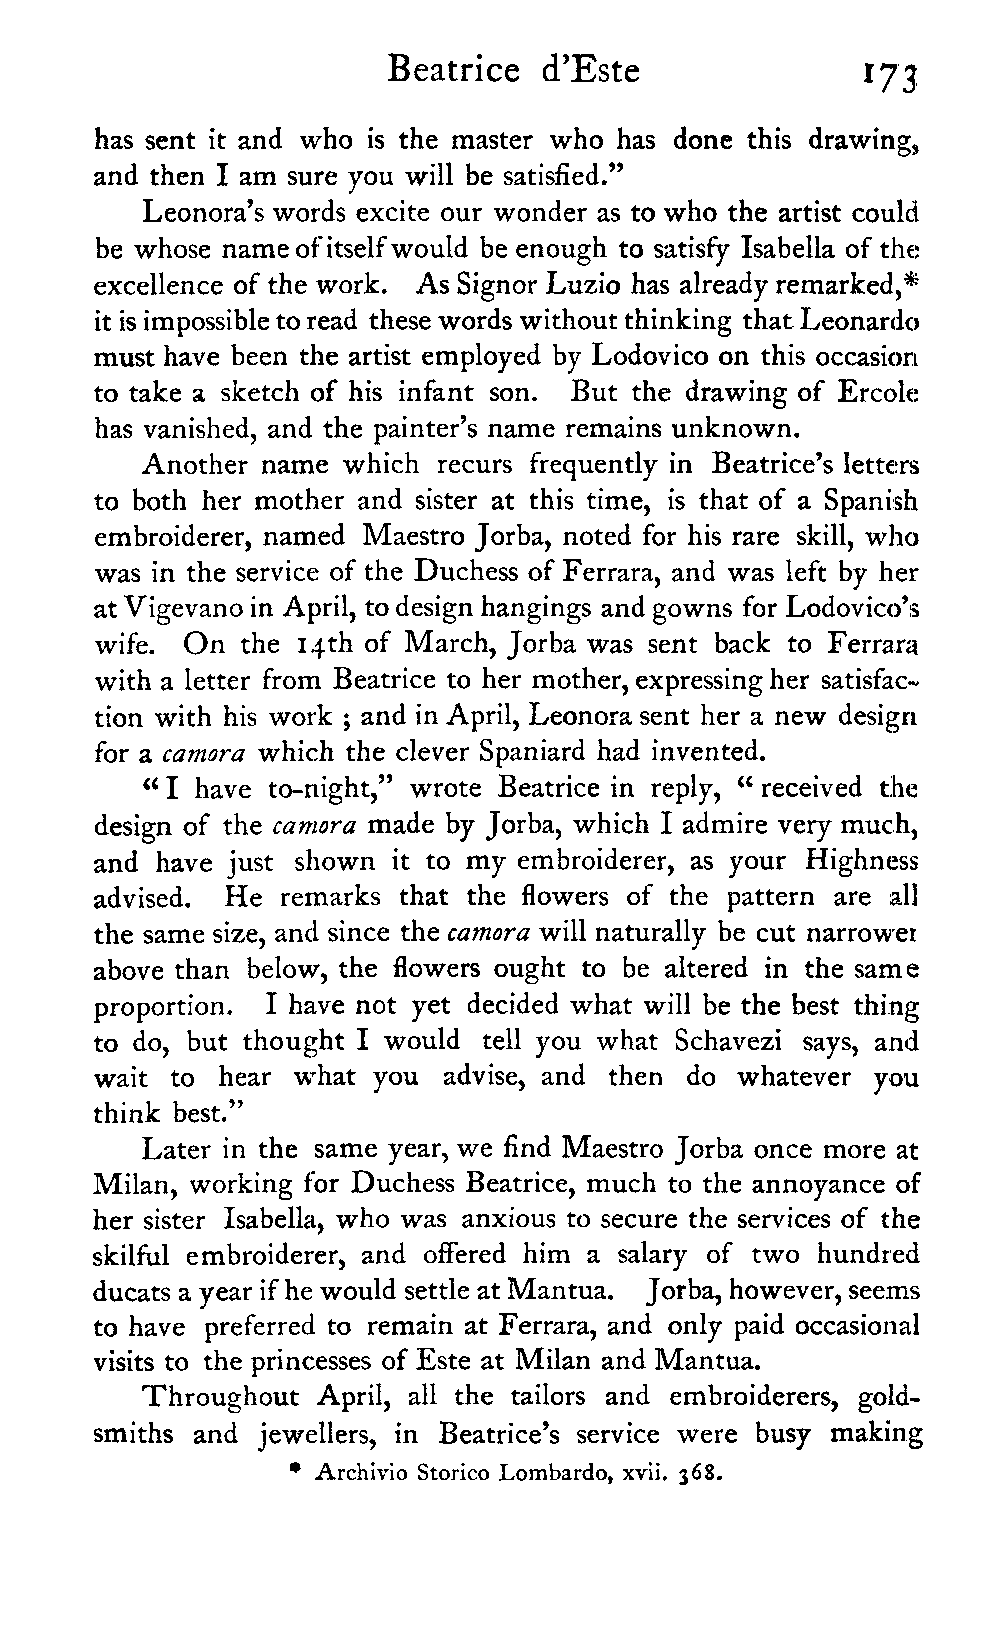 Beatrice d'Este 173
has sent it and who is the master who has done this drawing,
and then I am sure you will be satisfied."
Leonora's words excite our wonder as to who the artist could
be whose name of itself would be enough to satisfy Isabella of the
excellence of the work. As Signor Luzio has already remarked,*
it is impossible to read these words without thinking that Leonardo
must have been the artist employed by Lodovico on this occasion
to take a sketch of his infant son. But the drawing of Ercole
has vanished, and the painter's name remains unknown.
Another name which recurs frequently in Beatrice's letters
to both her mother and sister at this time, is that of a Spanish
embroiderer, named Maestro Jorba, noted for his rare skill, who
was in the service of the Duchess of Ferrara, and was left by her
at Vigevano in April, to design hangings and gowns for Lodovico's
wife. On the 14th of March, Jorba was sent back to Ferrara
with a letter from Beatrice to her mother, expressing her satisfac-
tion with his work ; and in April, Leonora sent her a new design
for a camora which the clever Spaniard had invented.
"I have to-night," wrote Beatrice in reply, "received the
design of the camora made by Jorba, which I admire very much,
and have just shown it to my embroiderer, as your Highness
advised. He remarks that the flowers of the pattern are all
the same size, and since the camora will naturally be cut narrower
above than below, the flowers ought to be altered in the same
proportion. I have not yet decided what will be the best thing
to do, but thought I would tell you what Schavezi says, and
wait to hear what you advise, and then do whatever you
think best."
Later in the same year, we find Maestro Jorba once more at
Milan, working for Duchess Beatrice, much to the annoyance of
her sister Isabella, who was anxious to secure the services of the
skilful embroiderer, and offered him a salary of two hundred
ducats a year if he would settle at Mantua. Jorba, however, seems
to have preferred to remain at Ferrara, and only paid occasional
visits to the princesses of Este at Milan and Mantua.
Throughout April, all the tailors and embroiderers, gold-
smiths and jewellers, in Beatrice's service were busy making
* Archivio Storico Lombardo, xvii. 368.